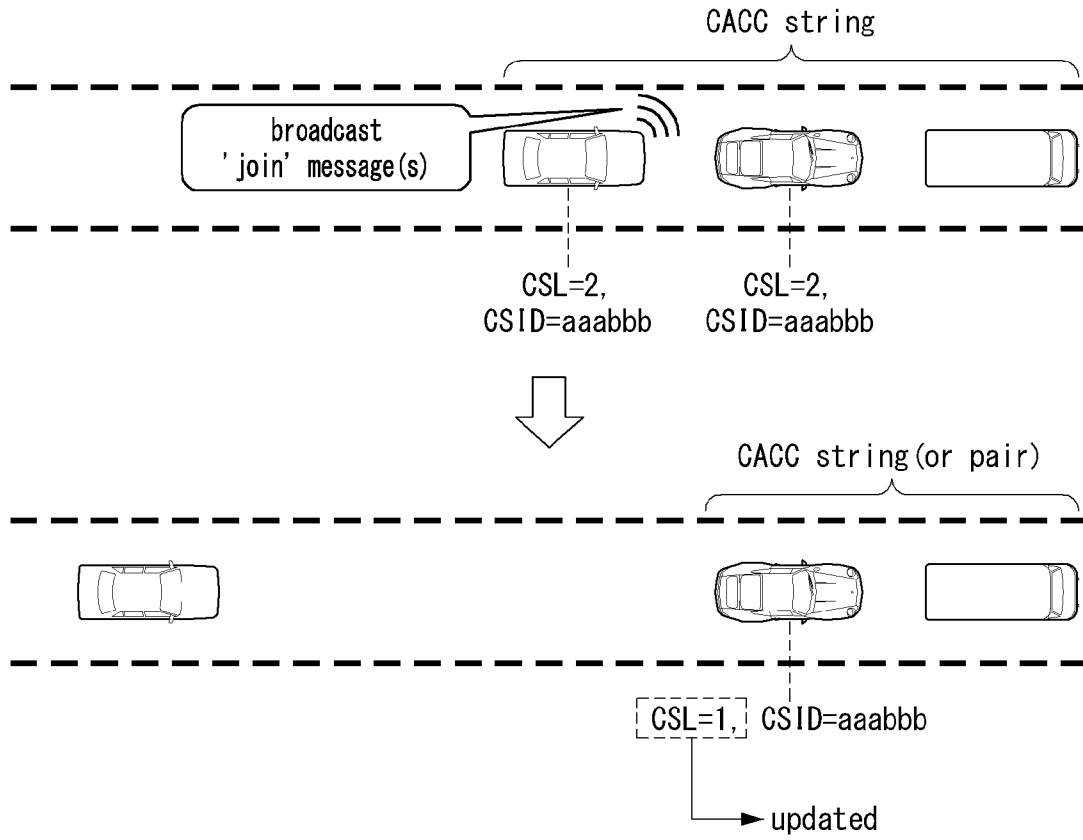 CACC string
broadcast
'join' message(s)
CSL=2,
CSID=aaabbb
CSL=2,
CSID=aaabbb
CACC string(or pair)
CSL=1, CSID=aaabbb
updated